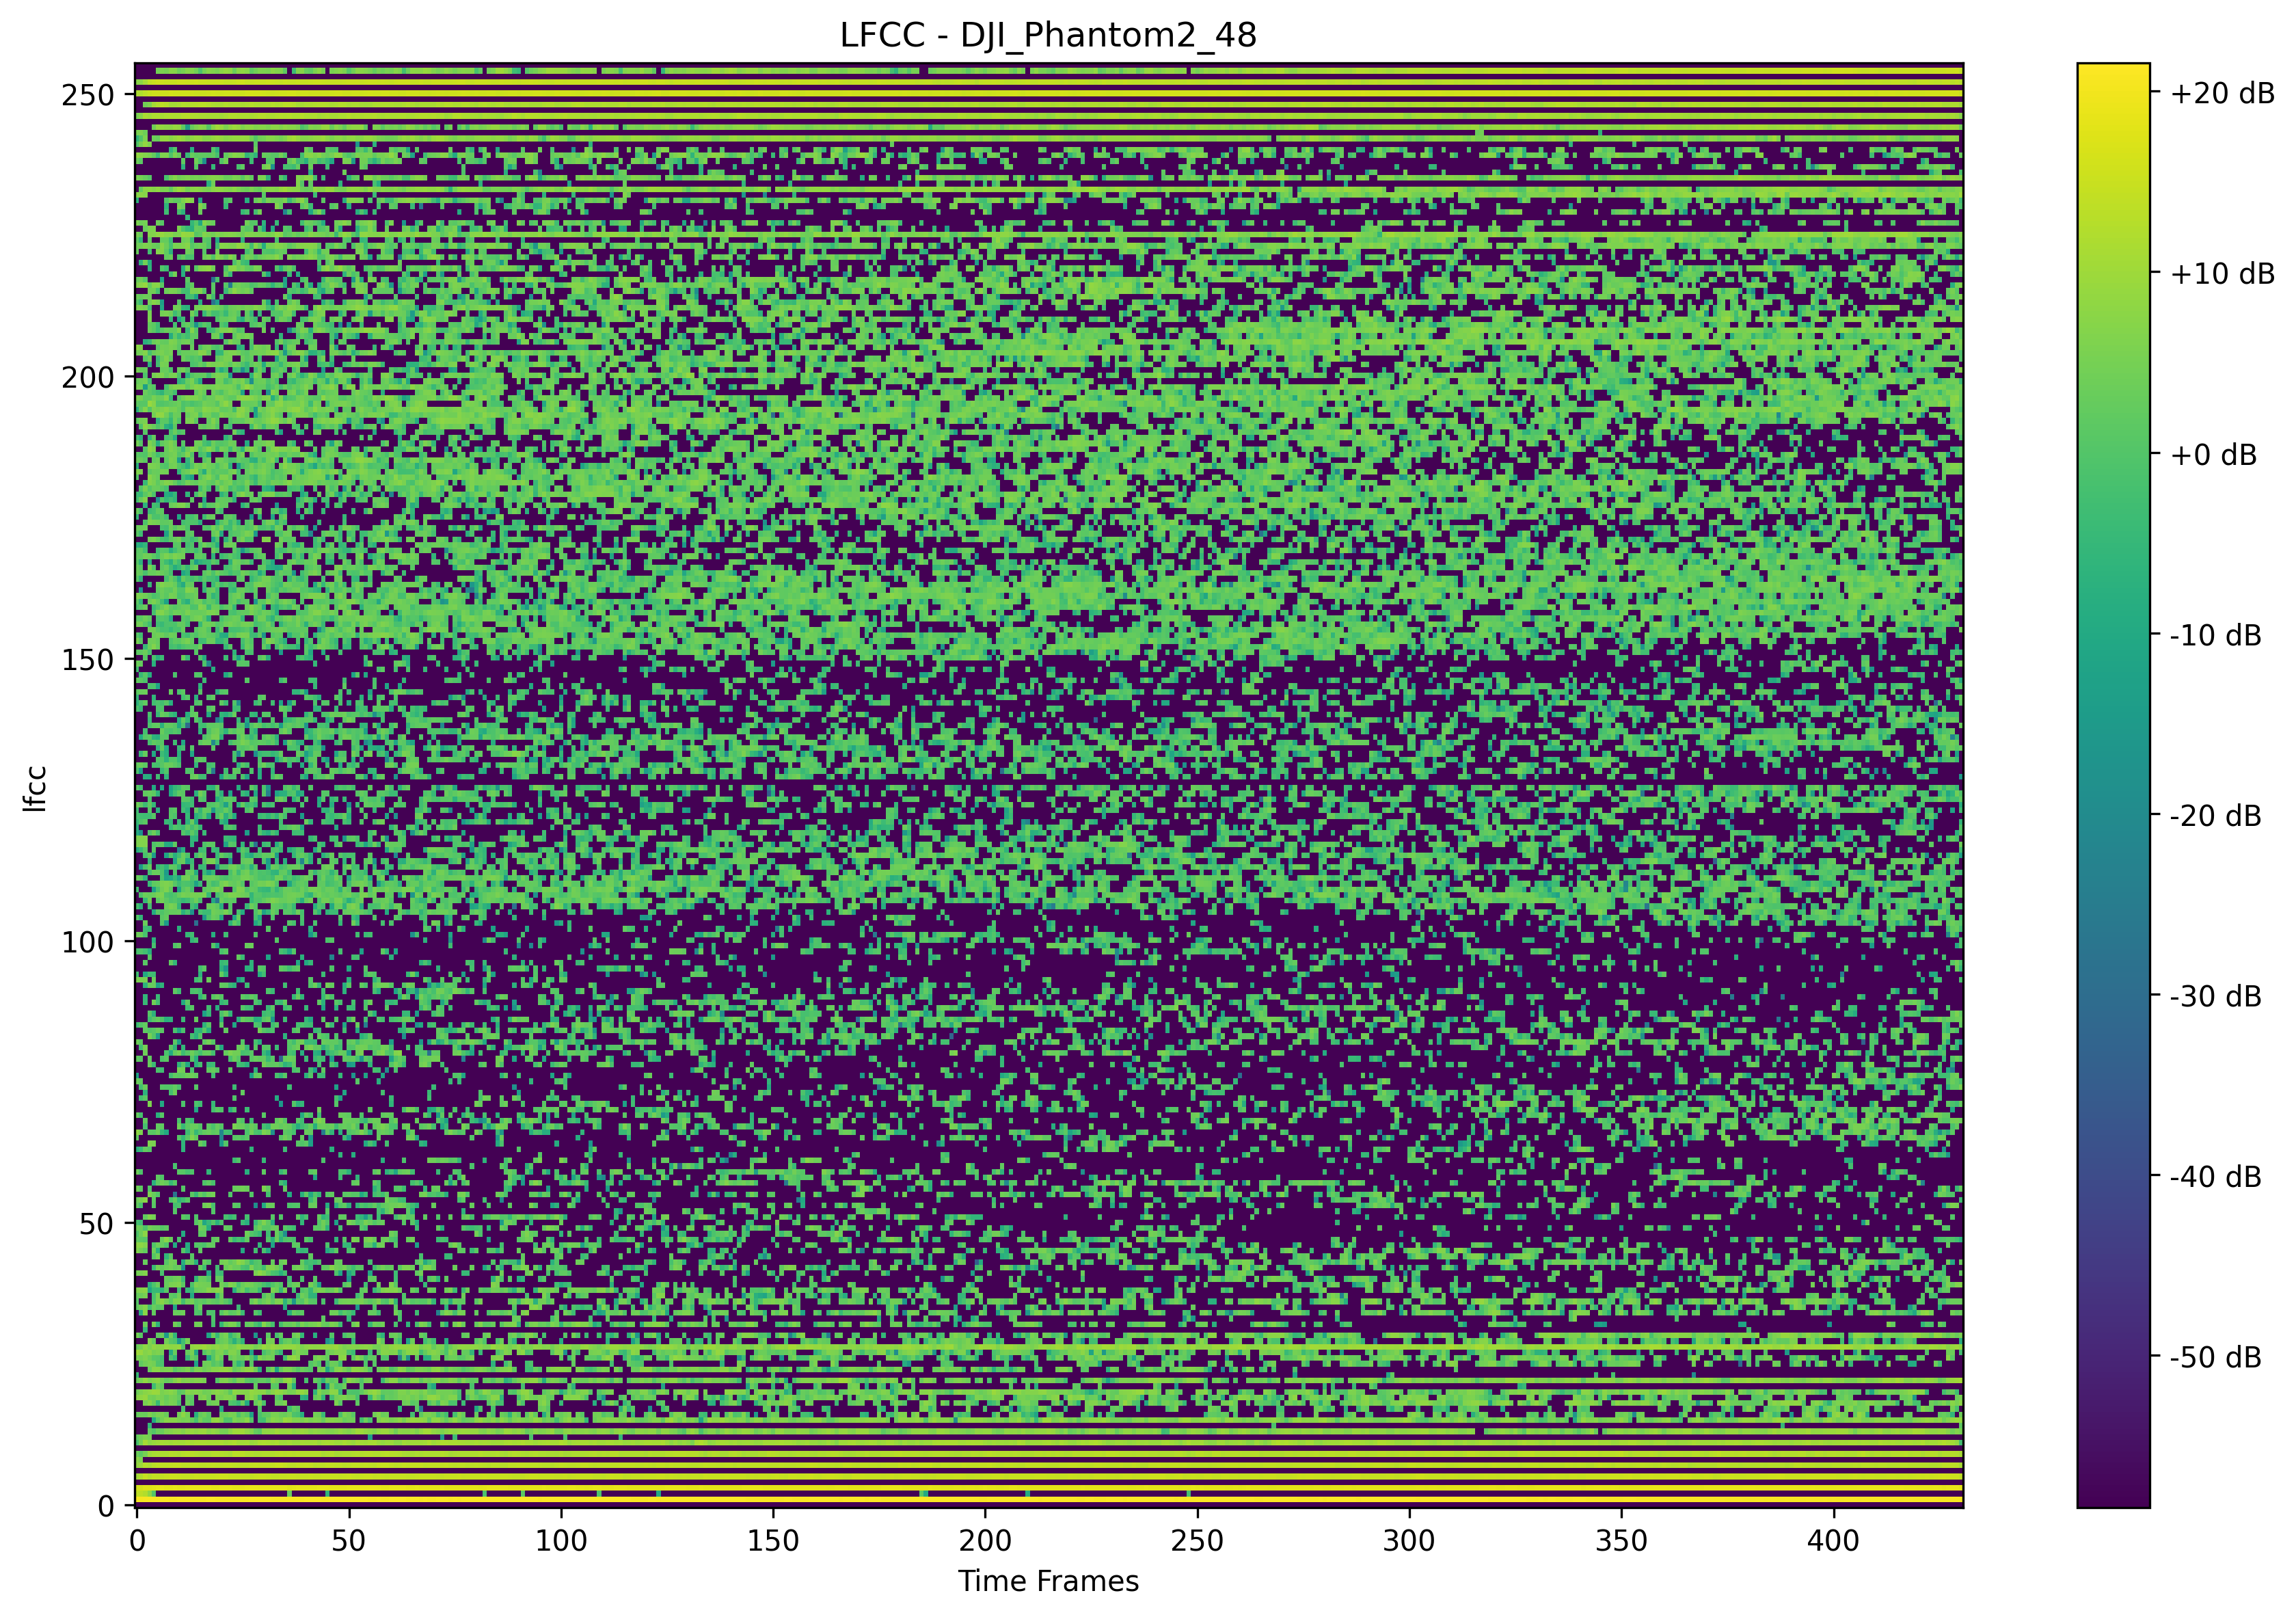 LFCC - DJI_Phantom2_48
250
200
150
100
50
0
lfcc
0 50 100 150 200 250 300 350 400
Time Frames
+20 dB
+10 dB
+0 dB
-10 dB
-20 dB
-30 dB
-40 dB
-50 dB